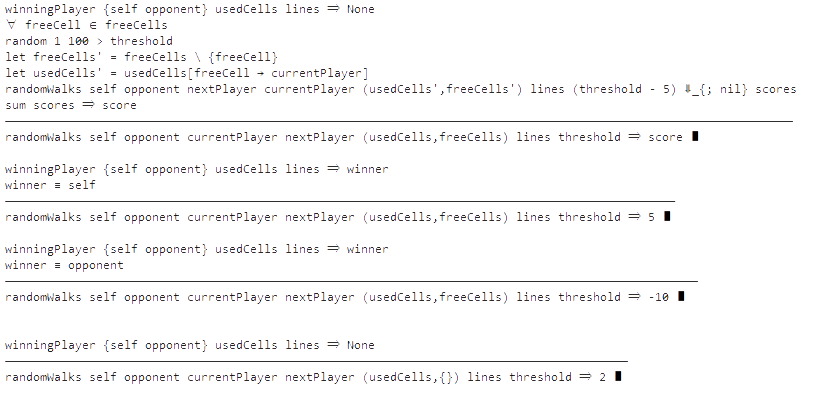 winningPlayer {self opponent} usedCells lines ⇒ None
∀ freeCell ∈ freeCells
random 1 100 > threshold
let freeCells' = freeCells \ {freeCell}
let usedCells' = usedCells[freeCell → currentPlayer]
randomWalks self opponent nextPlayer currentPlayer (usedCells',freeCells') lines (threshold - 5) ⬇_{; nil} scores
sum scores ⇒ score
randomWalks self opponent currentPlayer nextPlayer (usedCells,freeCells) lines threshold ⇒ score ∎
winningPlayer {self opponent} usedCells lines ⇒ winner
winner ≡ self
randomWalks self opponent currentPlayer nextPlayer (usedCells,freeCells) lines threshold ⇒ 5 ∎
winningPlayer {self opponent} usedCells lines ⇒ winner
winner ≡ opponent
randomWalks self opponent currentPlayer nextPlayer (usedCells,freeCells) lines threshold ⇒ -10 ∎
winningPlayer {self opponent} usedCells lines ⇒ None
randomWalks self opponent currentPlayer nextPlayer (usedCells,{}) lines threshold ⇒ 2 ∎